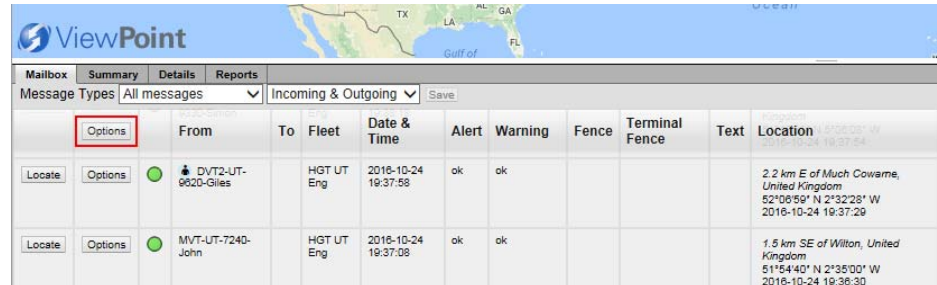 TX
LA
AL
GA
FL
Gulf of
Ocean
ViewPoint
Mailbox Summary Details Reports
Message Types All messages Incoming & Outgoing Save
Options From To Fleet Date & Time Alert Warning Fence Terminal Fence Text Location
Locate Options DVT2-UT-9620-Giles HGT UT Eng 2016-10-24 19:37:58 ok ok 2.2 km E of Much Cowarne, United Kingdom
52°06'59" N 2°32'28" W
2016-10-24 19:37:29
Locate Options MVT-UT-7240-John HGT UT Eng 2016-10-24 19:37:08 ok ok 1.5 km SE of Wilton, United Kingdom
51°54'40" N 2°35'00" W
2016-10-24 19:36:30